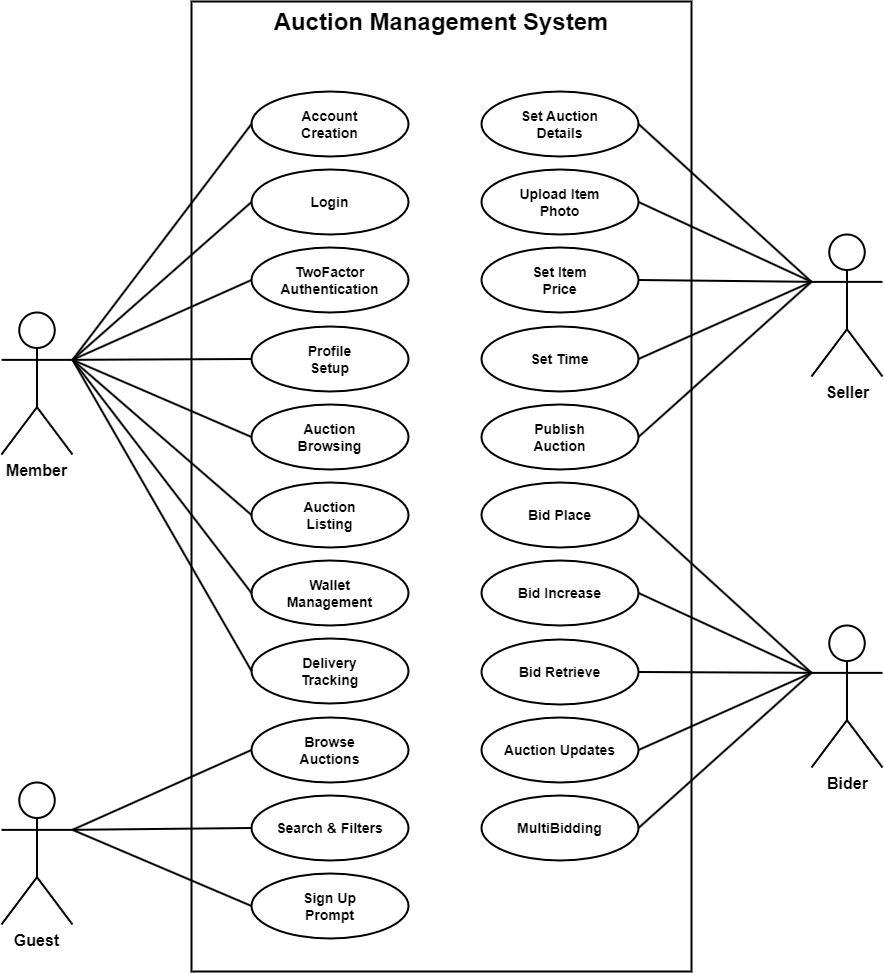 Auction Management System
Account
Creation
Login
TwoFactor
Authentication
Profile
Setup
Auction
Browsing
Auction
Listing
Wallet
Management
Delivery
Tracking
Browse
Auctions
Search & Filters
Sign Up
Prompt
Set Auction
Details
Upload Item
Photo
Set Item
Price
Set Time
Publish
Auction
Bid Place
Bid Increase
Bid Retrieve
Auction Updates
MultiBidding
Member
Guest
Seller
Bider